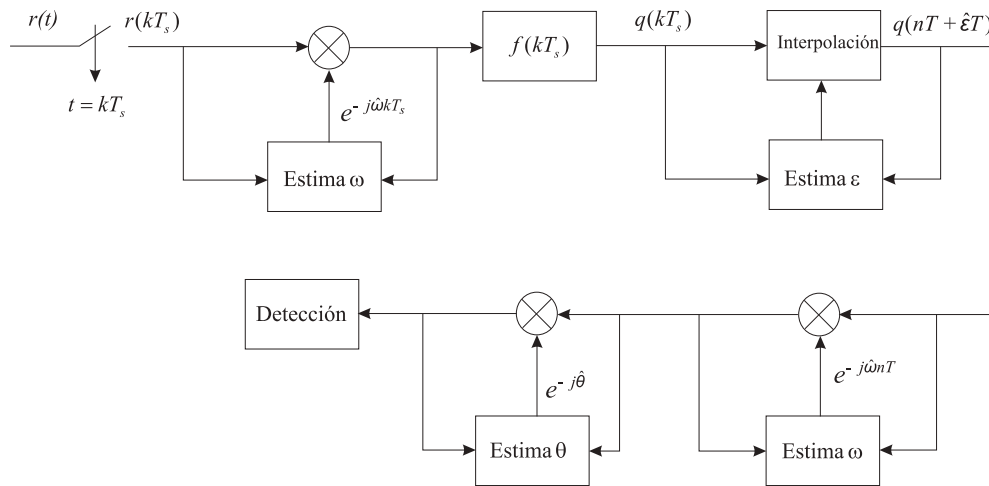 r(t)
t = kT_s
r(kT_s)
e^{- jω̂kT_s}
Estima ω
f(kT_s)
q(kT_s)
Interpolación
q(nT + ε̂T)
Estima ε
Detección
e^{- jθ̂}
Estima θ
e^{- jω̂nT}
Estima ω